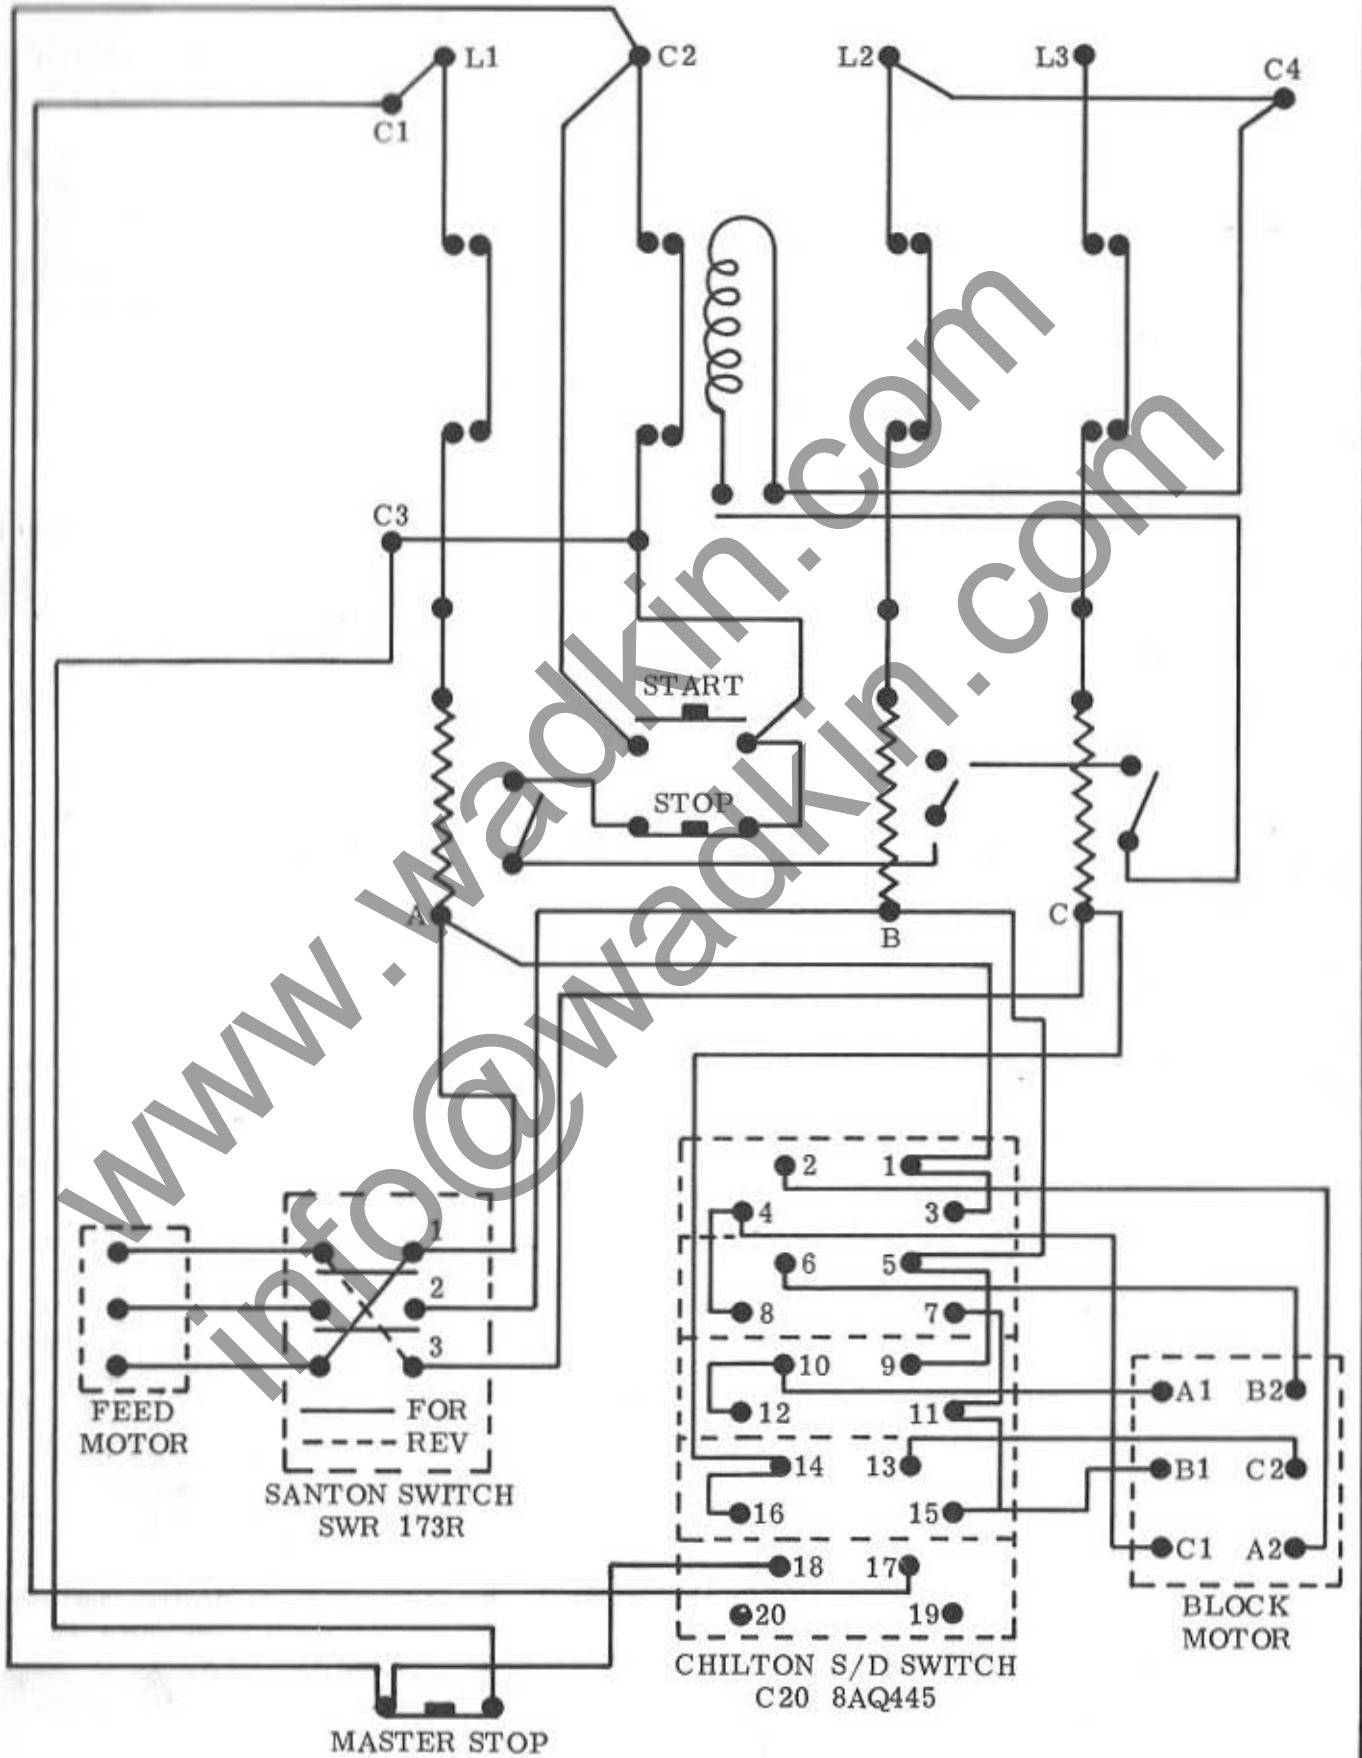 L1
C2
L2
L3
C4
C1
C3
START
STOP
A
B
C
2 1
4 3
6 5
8 7
10 9
12 11
14 13
16 15
18 17
20 19
1
2
3
FOR
REV
FEED
MOTOR
SANTON SWITCH
SWR 173R
A1 B2
B1 C2
C1 A2
BLOCK
MOTOR
CHILTON S/D SWITCH
C20 8AQ445
MASTER STOP
www.wadkin.com
info@wadkin.com